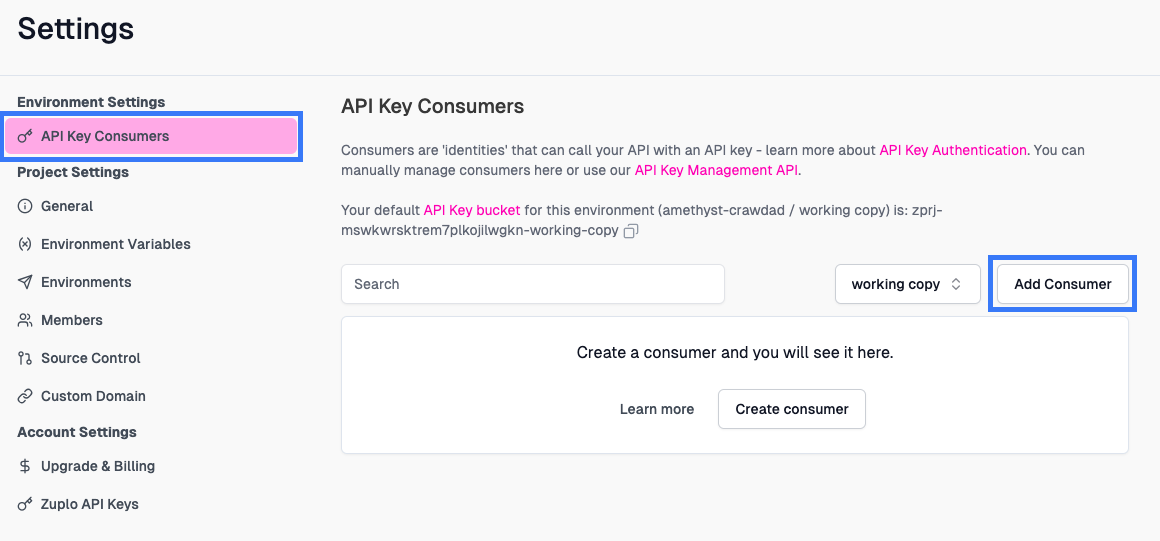 Settings
Environment Settings
API Key Consumers
Project Settings
General
Environment Variables
Environments
Members
Source Control
Custom Domain
Account Settings
Upgrade & Billing
Zuplo API Keys
API Key Consumers
Consumers are 'identities' that can call your API with an API key - learn more about API Key Authentication. You can
manually manage consumers here or use our API Key Management API.
Your default API Key bucket for this environment (amethyst-crawdad / working copy) is: zprj-
mswkwrsktrem7plkojilwgkn-working-copy
Search
working copy
Add Consumer
Create a consumer and you will see it here.
Learn more
Create consumer